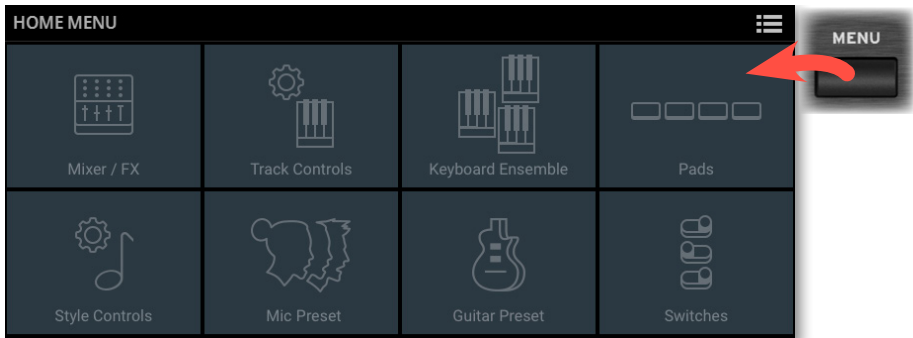 HOME MENU
MENU
Mixer / FX
Track Controls
Keyboard Ensemble
Pads
Style Controls
Mic Preset
Guitar Preset
Switches